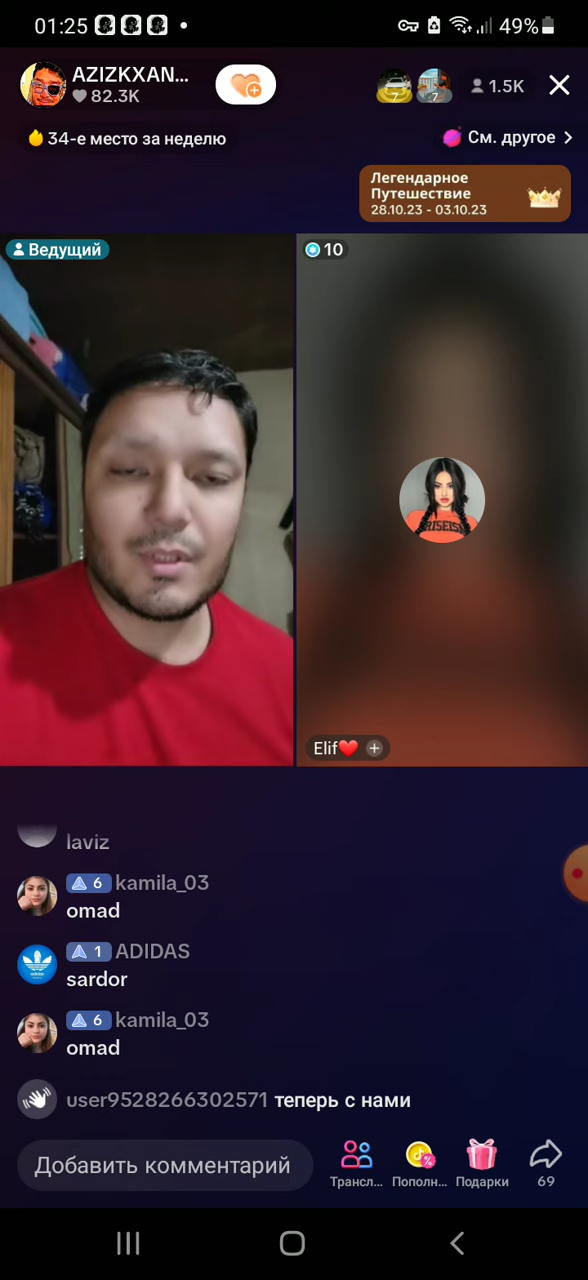 01:25
49%
AZIZKXAN...
82.3K
7
7
1.5K
34-е место за неделю
См. другое
Легендарное
Путешествие
28.10.23 - 03.10.23
Ведущий
10
Elif
laviz
6 kamila_03
omad
1 ADIDAS
sardor
6 kamila_03
omad
user9528266302571 теперь с нами
Добавить комментарий
Трансл...
Пополн...
Подарки
69